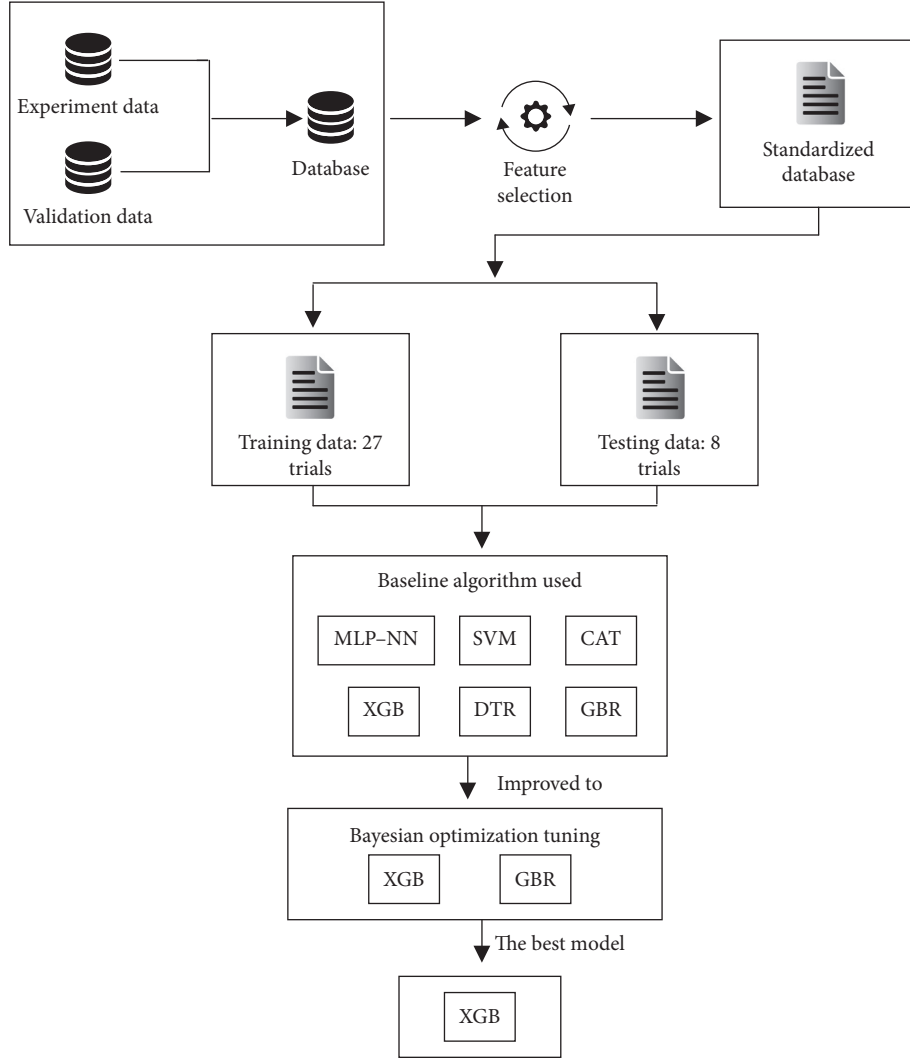 Experiment data
Validation data
Database
Feature
selection
Standardized
database
Training data: 27
trials
Testing data: 8
trials
Baseline algorithm used
MLP–NN
SVM
CAT
XGB
DTR
GBR
Improved to
Bayesian optimization tuning
XGB
GBR
The best model
XGB